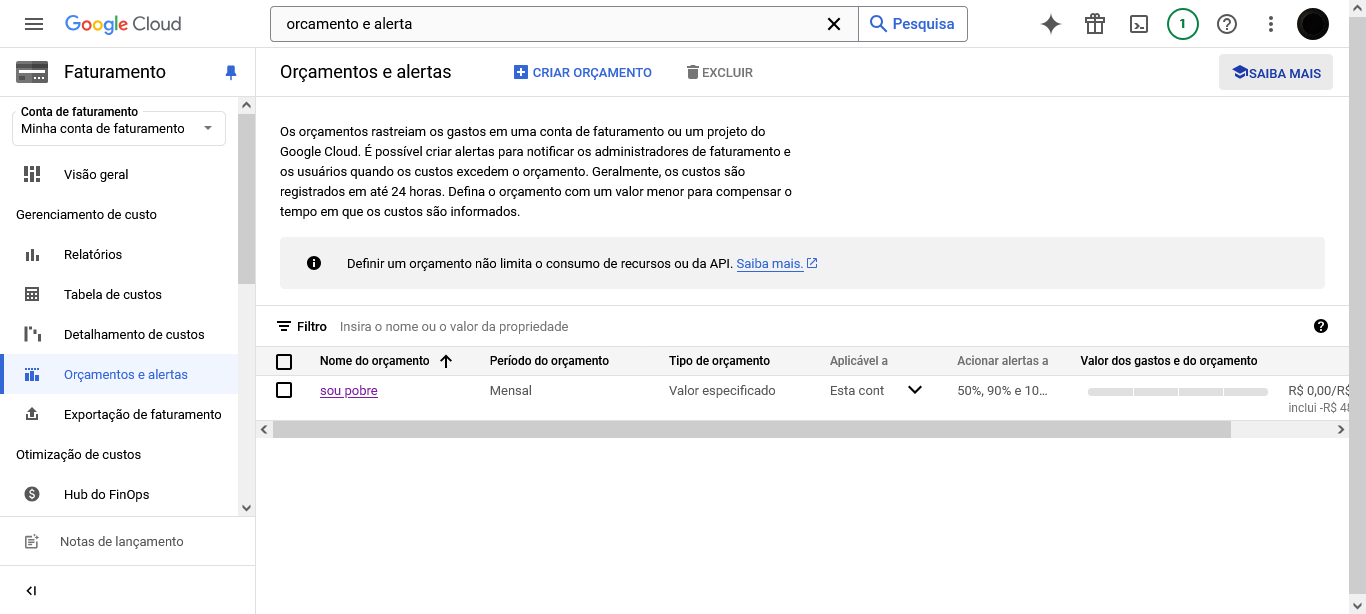 Google Cloud
orcamento e alerta
Pesquisa
1
Faturamento
Orçamentos e alertas
CRIAR ORÇAMENTO
EXCLUIR
SAIBA MAIS
Conta de faturamento
Minha conta de faturamento
Visão geral
Gerenciamento de custo
Relatórios
Tabela de custos
Detalhamento de custos
Orçamentos e alertas
Exportação de faturamento
Otimização de custos
Hub do FinOps
Notas de lançamento
Os orçamentos rastreiam os gastos em uma conta de faturamento ou um projeto do
Google Cloud. É possível criar alertas para notificar os administradores de faturamento e
os usuários quando os custos excedem o orçamento. Geralmente, os custos são
registrados em até 24 horas. Defina o orçamento com um valor menor para compensar o
tempo em que os custos são informados.
Definir um orçamento não limita o consumo de recursos ou da API. Saiba mais.
Filtro Insira o nome ou o valor da propriedade
Nome do orçamento Período do orçamento Tipo de orçamento Aplicável a Acionar alertas a Valor dos gastos e do orçamento
sou pobre Mensal Valor especificado Esta cont 50%, 90% e 10... R$ 0,00/R$
inclui -R$ 48